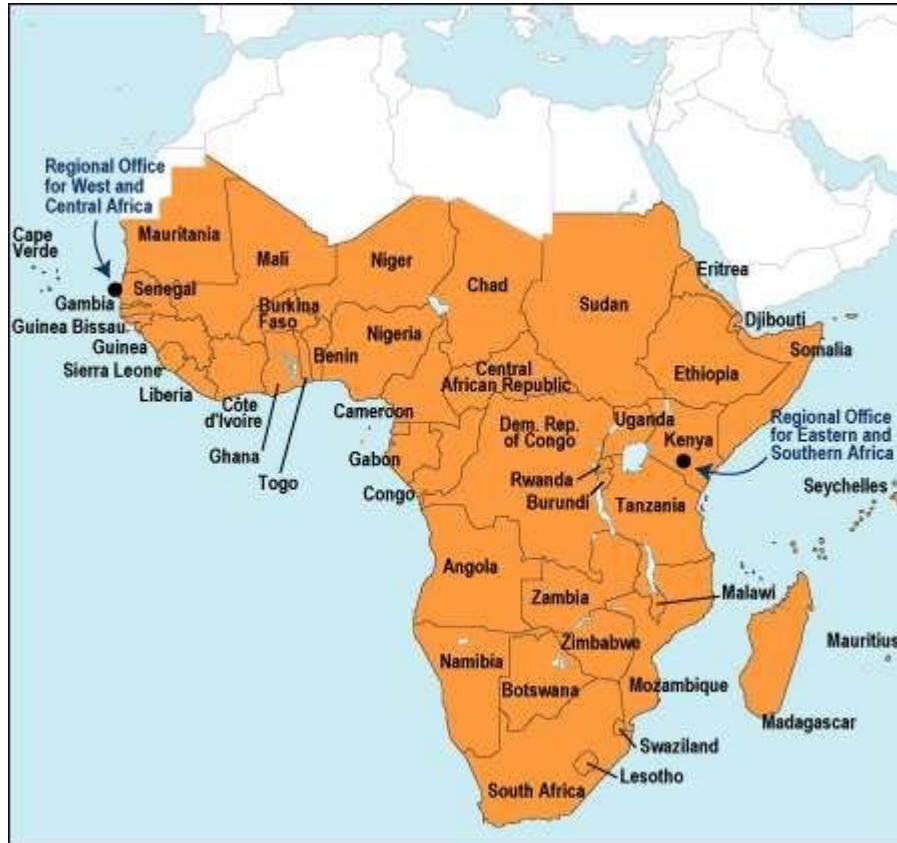 Regional Office
for West and
Central Africa
Cape
Verde
Mauritania
Mali
Niger
Chad
Sudan
Eritrea
Senegal
Gambia
Burkina
Faso
Nigeria
Djibouti
Guinea Bissau
Guinea
Benin
Somalia
Sierra Leone
Central
African Republic
Ethiopia
Liberia
Côte
d'Ivoire
Cameroon
Dem. Rep.
of Congo
Uganda
Kenya
Regional Office
for Eastern and
Southern Africa
Ghana
Gabon
Togo
Rwanda
Congo
Burundi
Tanzania
Seychelles
Angola
Zambia
Malawi
Zimbabwe
Mauritius
Namibia
Botswana
Mozambique
Madagascar
Swaziland
Lesotho
South Africa